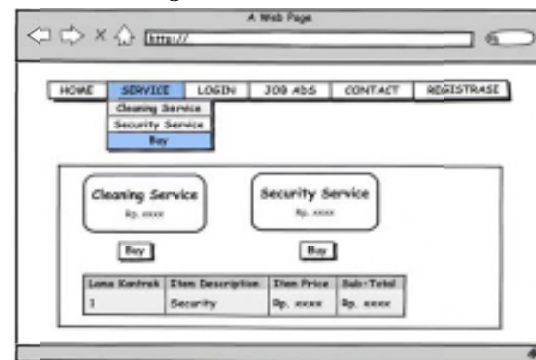 A Web Page
http://
HOME SERVICE LOGIN JOB ADS CONTACT REGISTRASI
Cleaning Service
Security Service
Buy
Cleaning Service Security Service
Rp. xxxx Rp. xxxx
Buy Buy
Lama Kontrak Item Description Item Price Sub-Total
1 Security Rp. xxxx Rp. xxxx